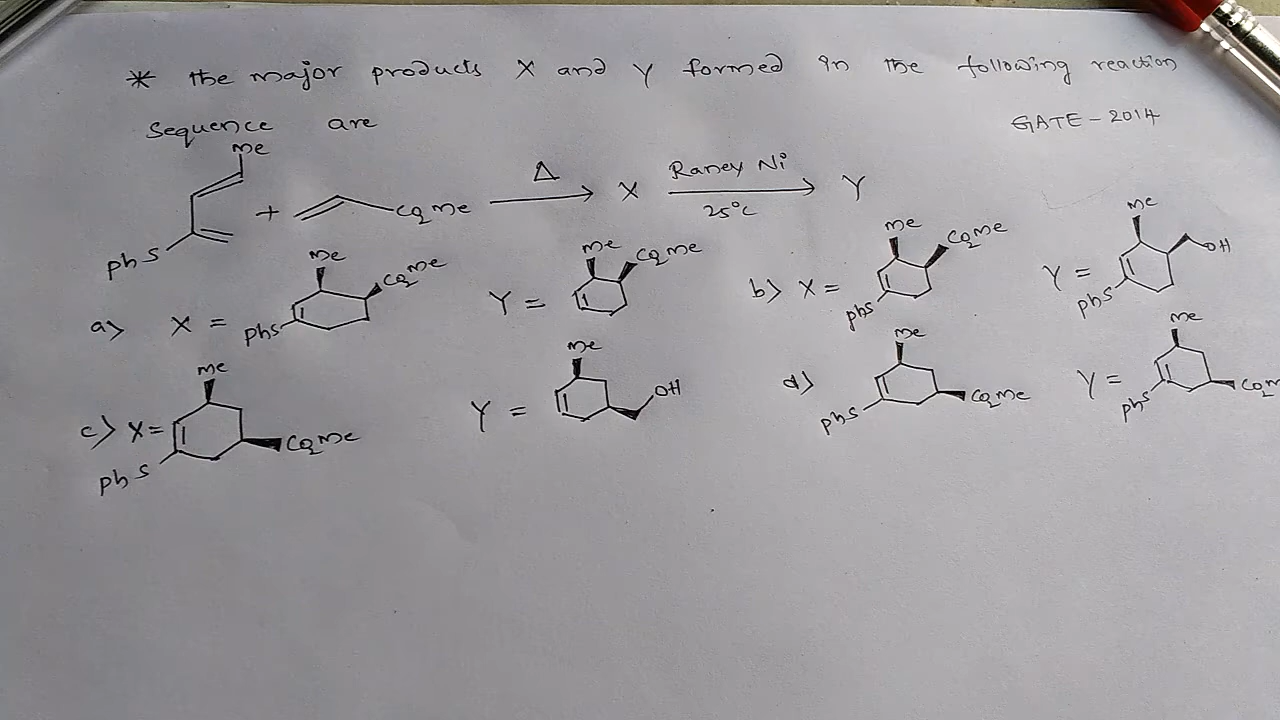 * the major products X and Y formed in the following reaction
sequence are
GATE - 2014
Me
PhS
+
CO2Me
Δ
X
Raney Ni
25°C
Y
a) X =
Me
CO2Me
PhS
Y =
Me
CO2Me
b) X =
Me
CO2Me
PhS
Y =
Me
OH
PhS
c) X =
Me
CO2Me
PhS
Y =
Me
OH
d)
Me
CO2Me
PhS
Y =
Me
PhS